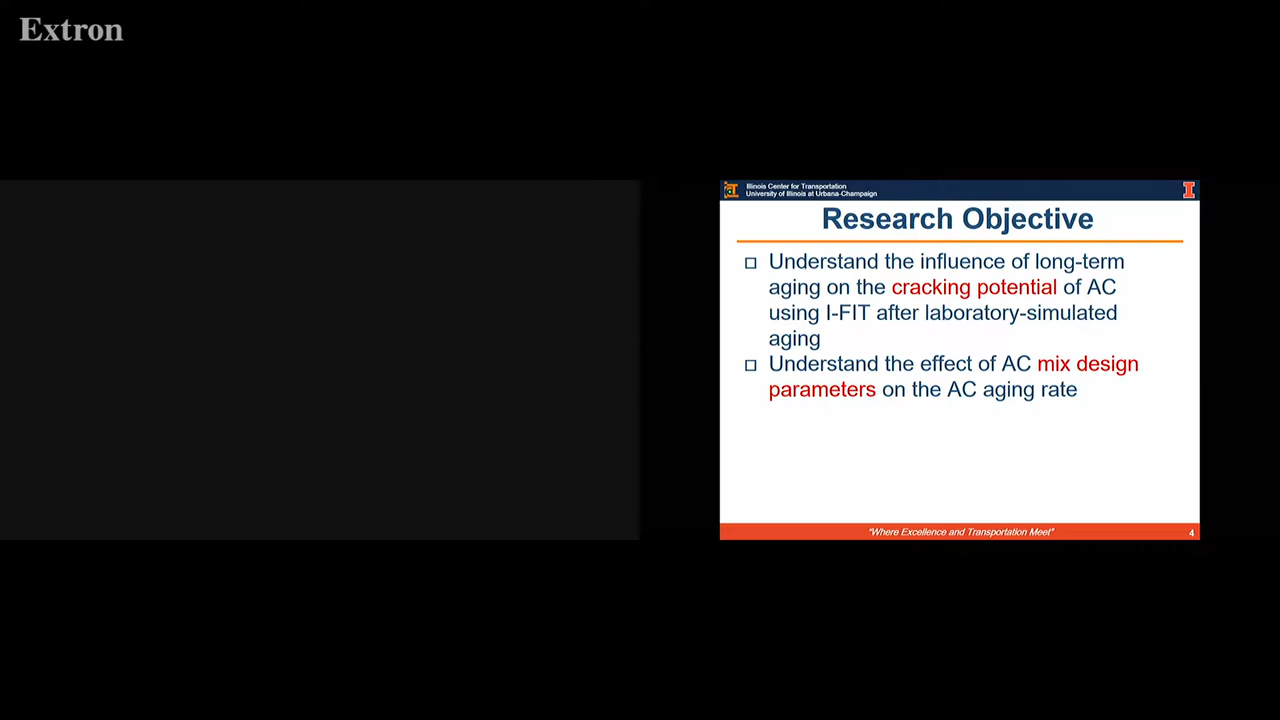 Extron
Illinois Center for Transportation
University of Illinois at Urbana-Champaign
Research Objective
Understand the influence of long-term
aging on the cracking potential of AC
using I-FIT after laboratory-simulated
aging
Understand the effect of AC mix design
parameters on the AC aging rate
"Where Excellence and Transportation Meet"
4